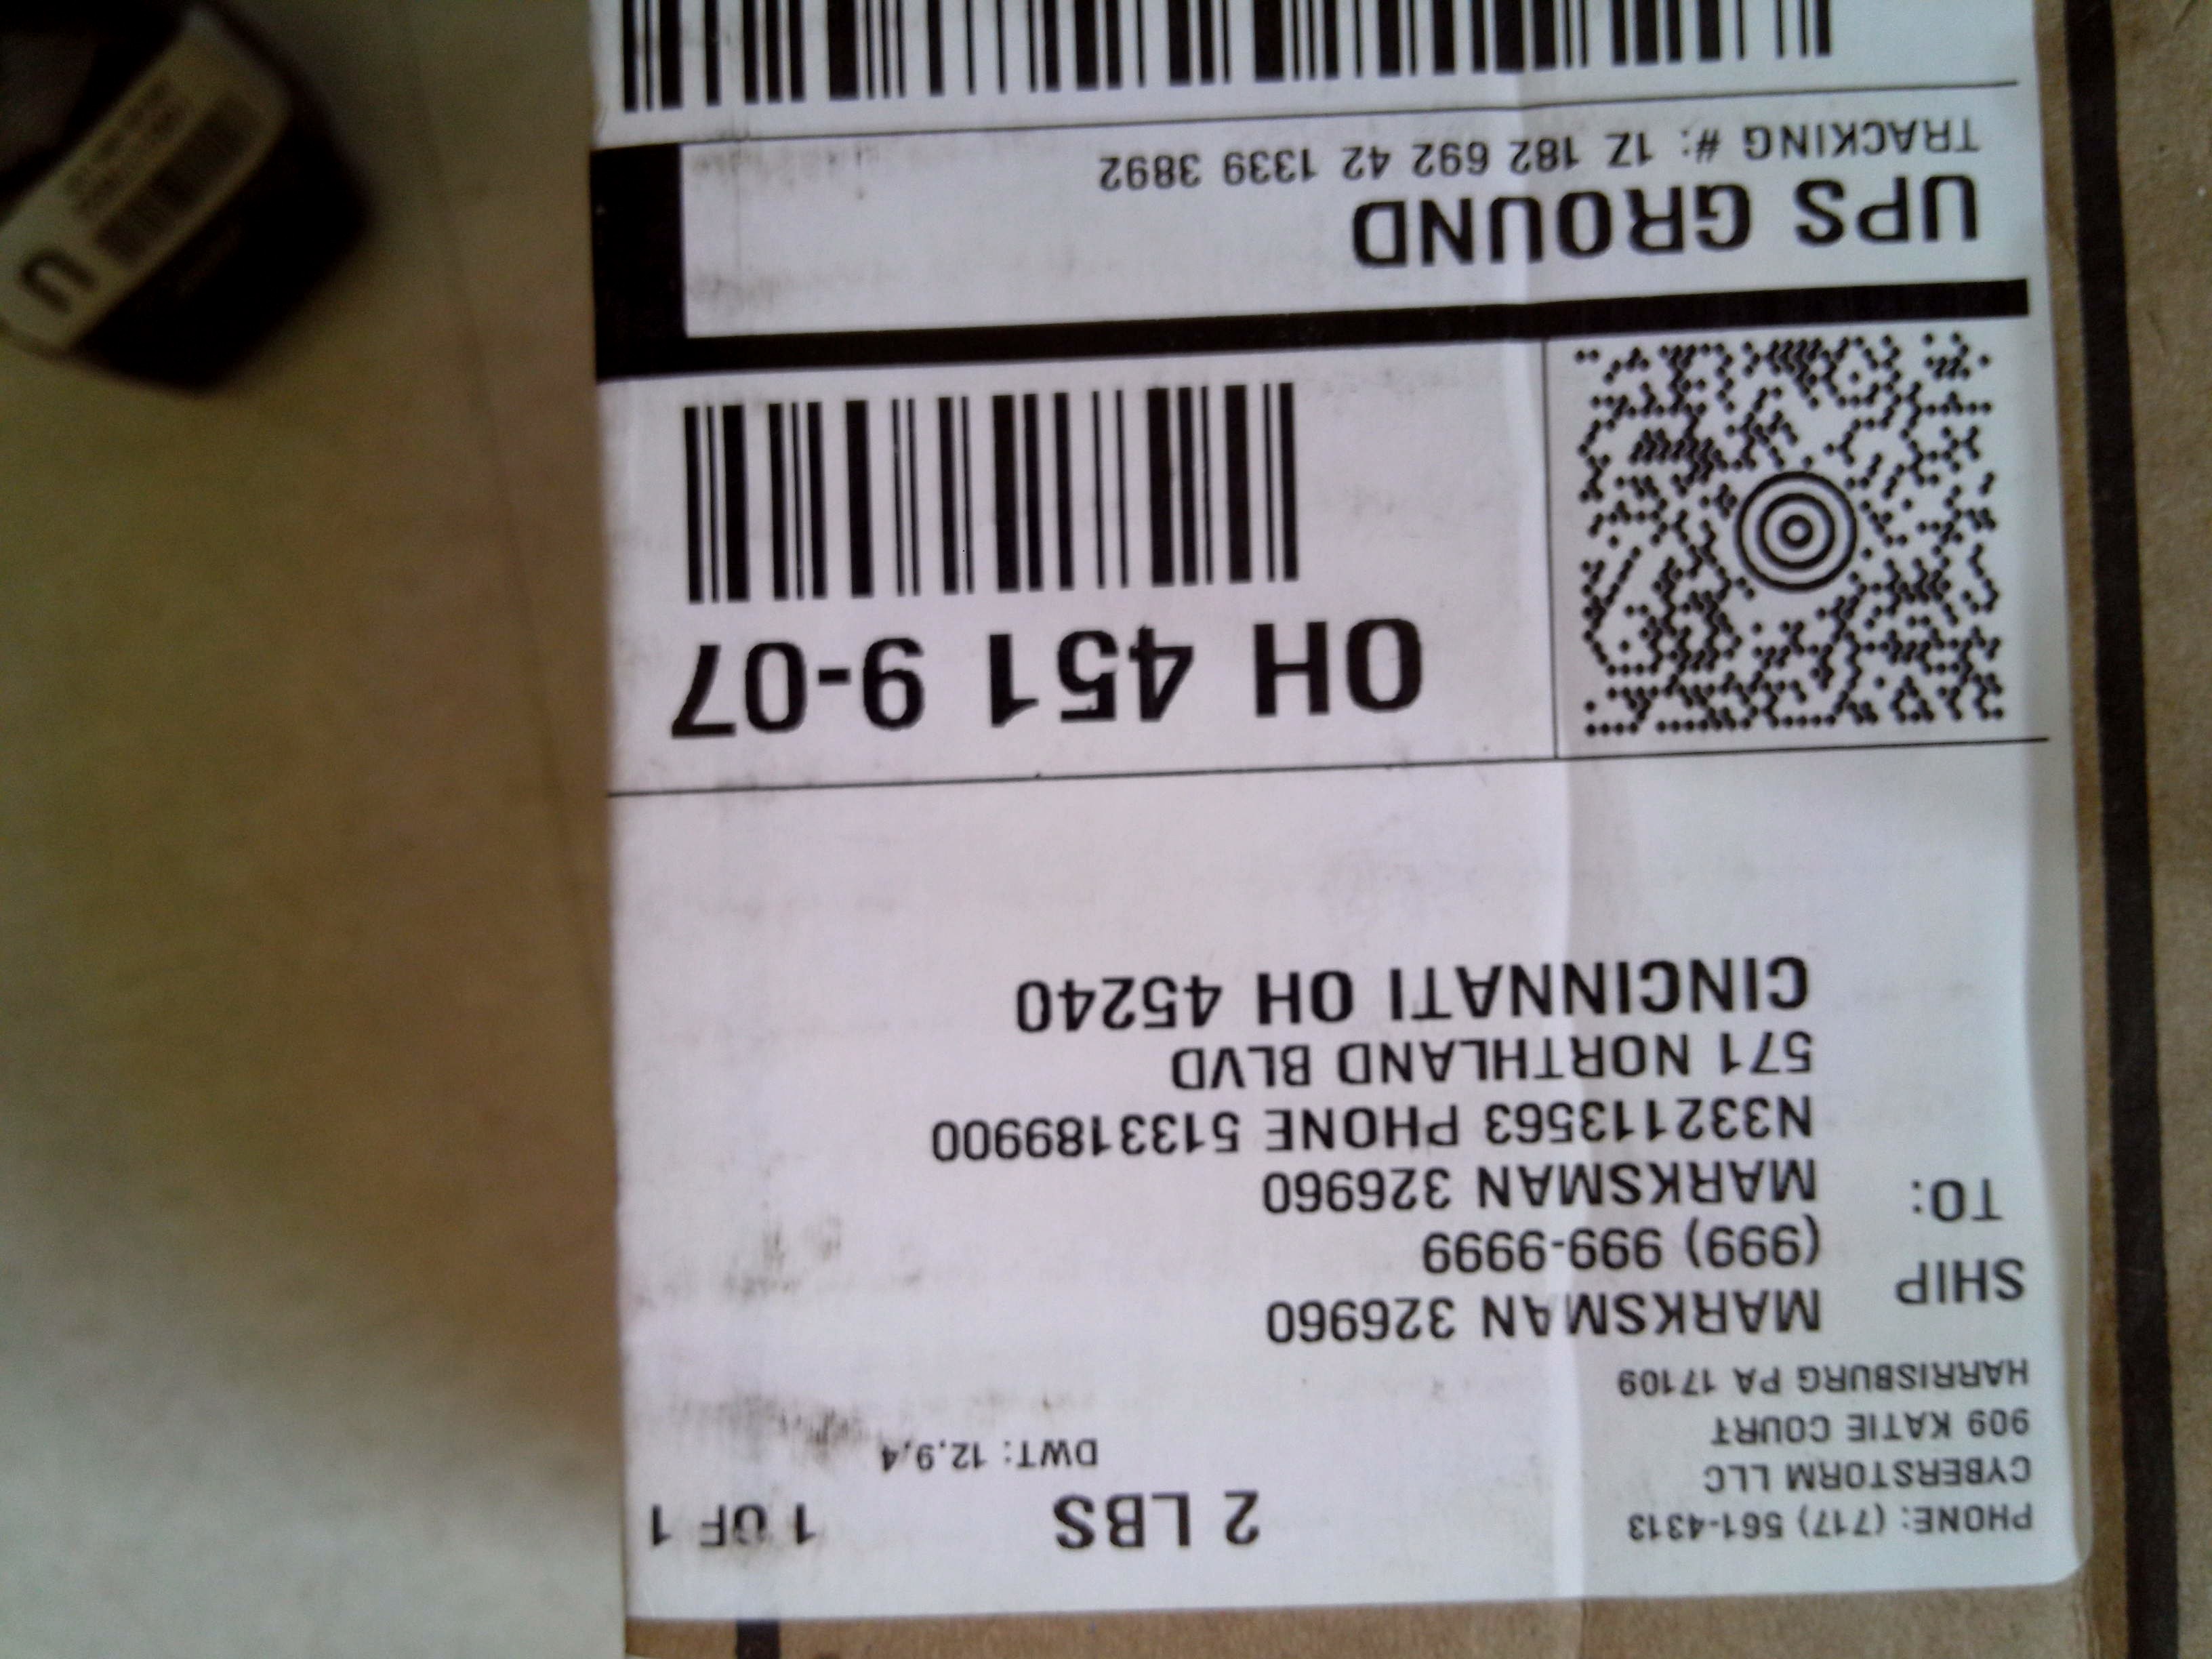 PHONE: (717) 561-4313
CYBERSTORM LLC
909 KATIE COURT
HARRISBURG PA 17109
2 LBS
1 OF 1
DWT: 12,9,4
SHIP
TO:
MARKSMAN 326960
(999) 999-9999
MARKSMAN 326960
N332113563 PHONE 5133189900
571 NORTHLAND BLVD
CINCINNATI OH 45240
OH 451 9-07
UPS GROUND
TRACKING #: 1Z 182 692 42 1339 3892